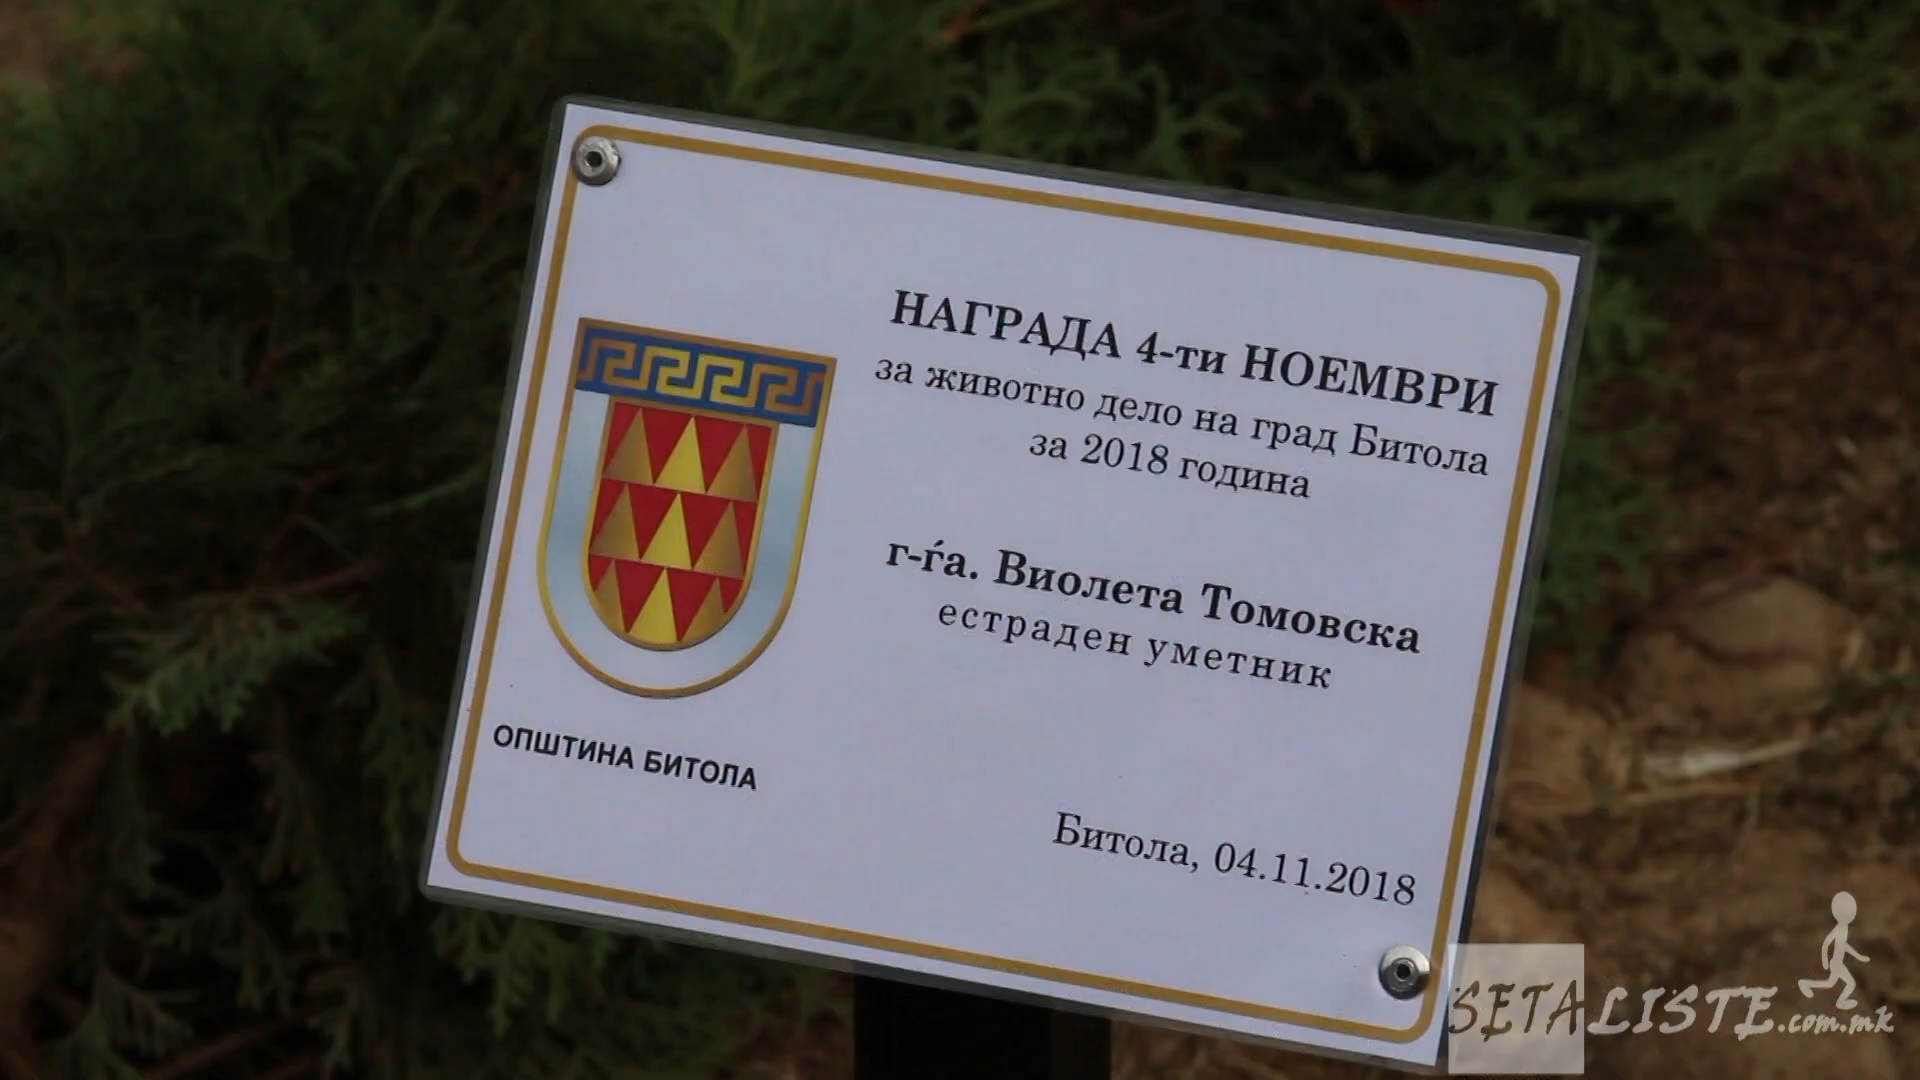 НАГРАДА 4-ти НОЕМВРИ
за животно дело на град Битола
за 2018 година
г-ѓа. Виолета Томовска
естраден уметник
ОПШТИНА БИТОЛА
Битола, 04.11.2018
SETALISTE.com.mk